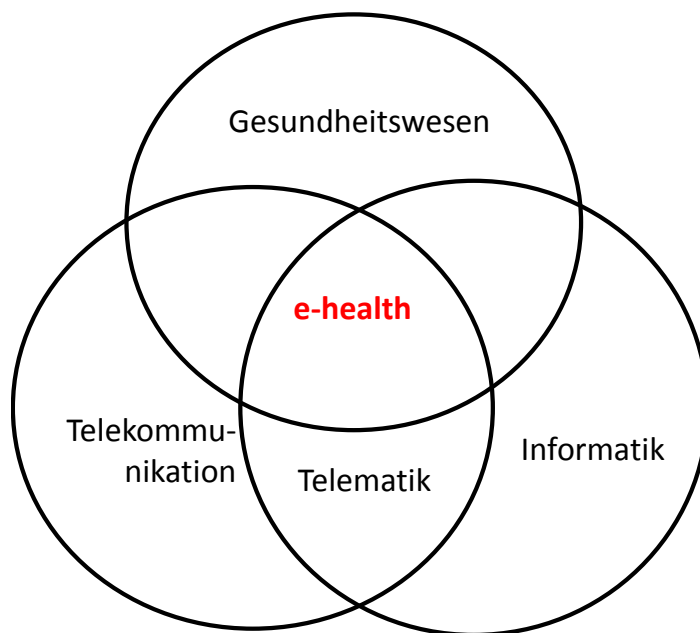 Gesundheitswesen
e-health
Telekommu-
nikation
Telematik
Informatik